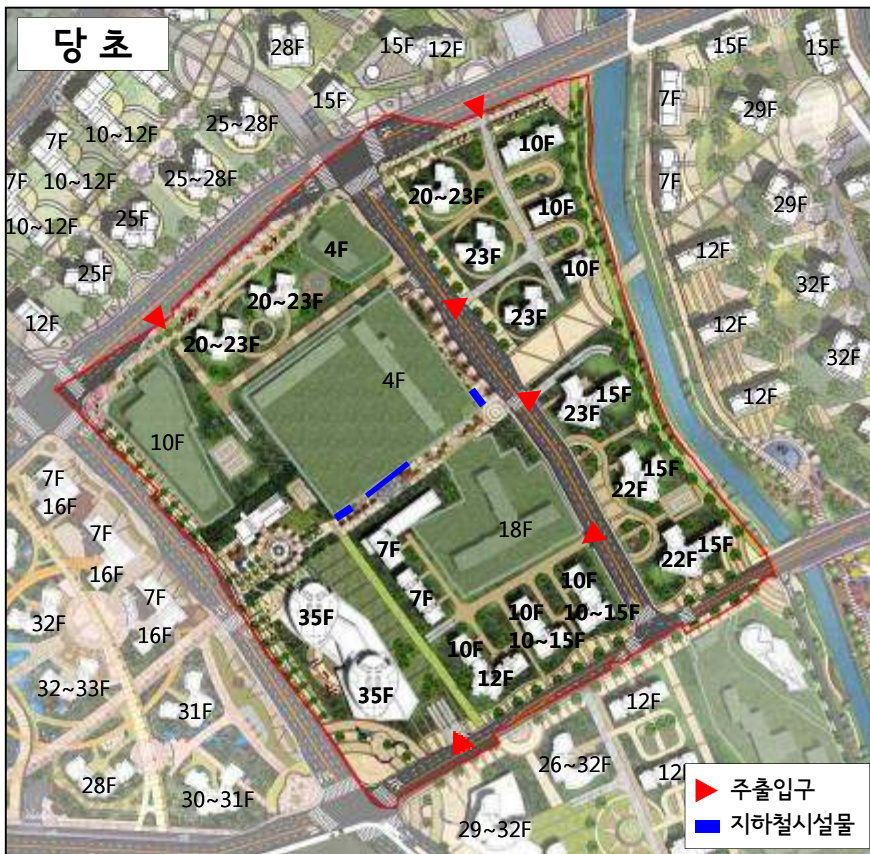 당초
28F
15F
12F
15F
15F
7F
29F
15F
25~28F
7F
10~12F
10F
25~28F
7F
7F
10~12F
20~23F
10F
29F
10~12F
25F
4F
23F
12F
25F
10F
32F
20~23F
12F
23F
12F
20~23F
32F
4F
15F
12F
23F
10F
7F
15F
16F
22F
7F
18F
15F
7F
22F
16F
10F
7F
7F
10F
10~15F
32F
16F
35F
10~15F
10F
32~33F
12F
35F
12F
31F
26~32F
12F
28F
30~31F
29~32F
주출입구
지하철시설물